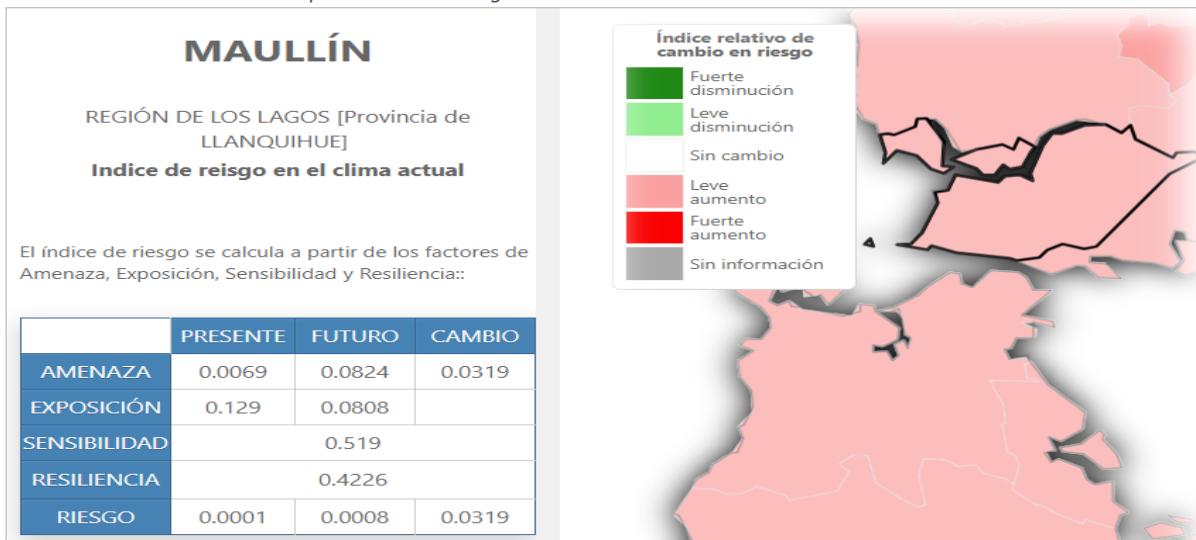 MAULLÍN
REGIÓN DE LOS LAGOS [Provincia de
LLANQUIHUE]
Indice de reisgo en el clima actual
El índice de riesgo se calcula a partir de los factores de
Amenaza, Exposición, Sensibilidad y Resiliencia::
PRESENTE FUTURO CAMBIO
AMENAZA 0.0069 0.0824 0.0319
EXPOSICIÓN 0.129 0.0808
SENSIBILIDAD 0.519
RESILIENCIA 0.4226
RIESGO 0.0001 0.0008 0.0319
Índice relativo de
cambio en riesgo
Fuerte
disminución
Leve
disminución
Sin cambio
Leve
aumento
Fuerte
aumento
Sin información